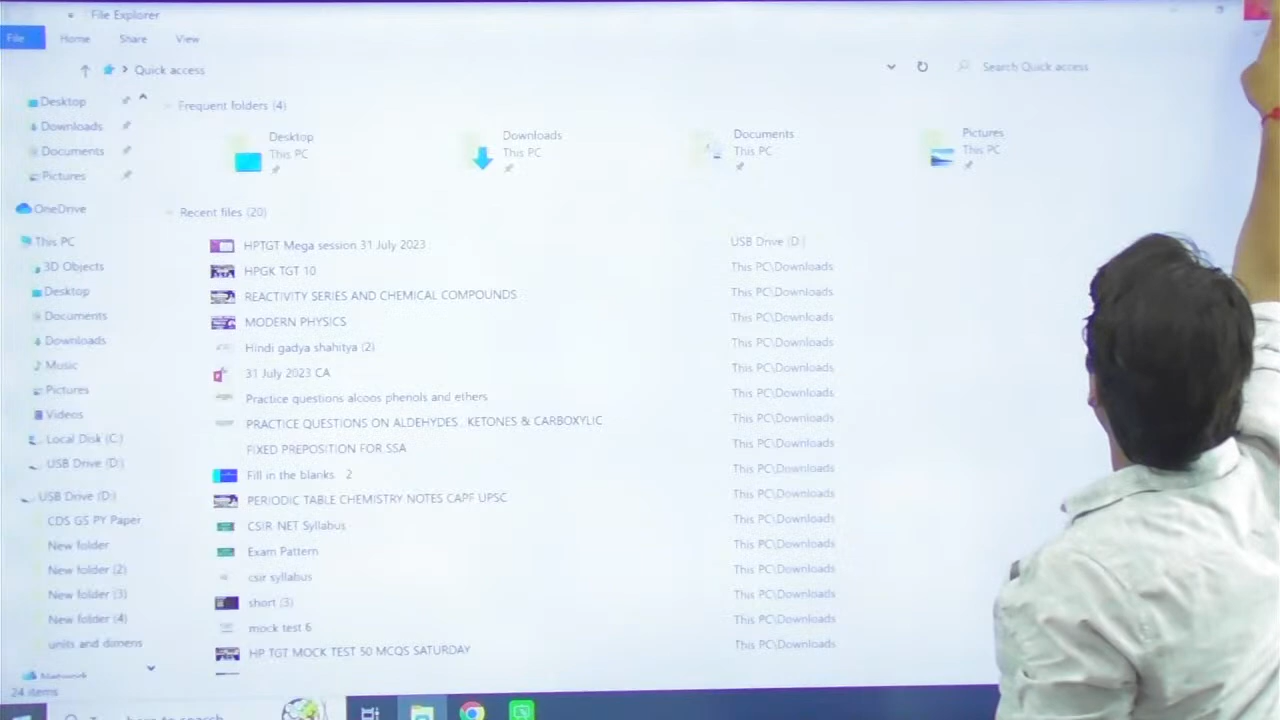 File Explorer
File Home Share View
Quick access
Search Quick access
Desktop
Downloads
Documents
Pictures
OneDrive
This PC
3D Objects
Desktop
Documents
Downloads
Music
Pictures
Videos
Local Disk (C:)
USB Drive (D:)
USB Drive (D:)
CDS GS PY Paper
New folder
New folder (2)
New folder (3)
New folder (4)
units and dimens
Network
24 items
Frequent folders (4)
Desktop
This PC
Downloads
This PC
Documents
This PC
Pictures
This PC
Recent files (20)
HPTGT Mega session 31 July 2023 USB Drive (D:)
HPGK TGT 10 This PC\Downloads
REACTIVITY SERIES AND CHEMICAL COMPOUNDS This PC\Downloads
MODERN PHYSICS This PC\Downloads
Hindi gadya shahitya (2) This PC\Downloads
31 July 2023 CA This PC\Downloads
Practice questions alcoos phenols and ethers This PC\Downloads
PRACTICE QUESTIONS ON ALDEHYDES, KETONES & CARBOXYLIC This PC\Downloads
FIXED PREPOSITION FOR SSA This PC\Downloads
Fill in the blanks 2 This PC\Downloads
PERIODIC TABLE CHEMISTRY NOTES CAPF UPSC This PC\Downloads
CSIR NET Syllabus This PC\Downloads
Exam Pattern This PC\Downloads
csir syllabus This PC\Downloads
short (3) This PC\Downloads
mock test 6 This PC\Downloads
HP TGT MOCK TEST 50 MCQS SATURDAY This PC\Downloads
here to search